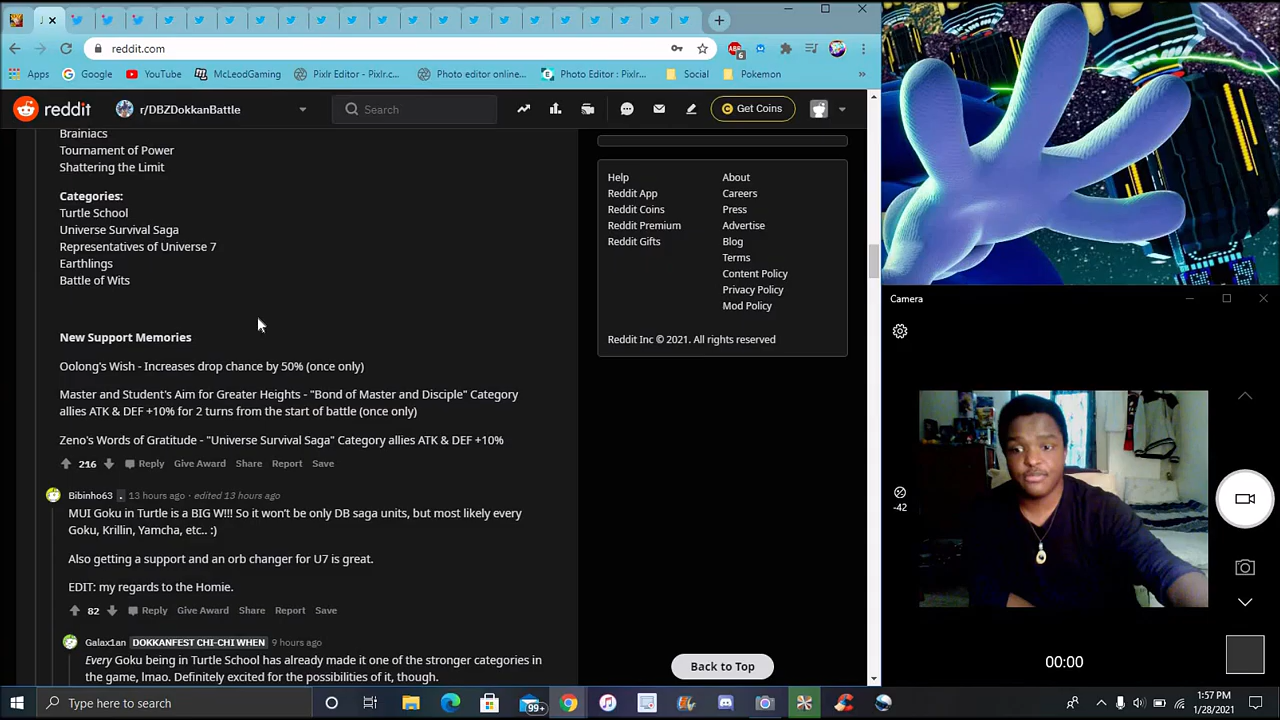 reddit.com
ABP
6
Apps
Google
YouTube
McLeodGaming
Pixlr Editor - Pixlr.c...
Photo editor online...
Photo Editor : Pixlr...
Social
Pokemon
»
reddit
r/DBZDokkanBattle
Search
Get Coins
Brainiacs
Tournament of Power
Shattering the Limit
Categories:
Turtle School
Universe Survival Saga
Representatives of Universe 7
Earthlings
Battle of Wits
New Support Memories
Oolong's Wish - Increases drop chance by 50% (once only)
Master and Student's Aim for Greater Heights - "Bond of Master and Disciple" Category
allies ATK & DEF +10% for 2 turns from the start of battle (once only)
Zeno's Words of Gratitude - "Universe Survival Saga" Category allies ATK & DEF +10%
216 Reply Give Award Share Report Save
Bibinho63 . 13 hours ago · edited 13 hours ago
MUI Goku in Turtle is a BIG W!!! So it won't be only DB saga units, but most likely every
Goku, Krillin, Yamcha, etc.. :)
Also getting a support and an orb changer for U7 is great.
EDIT: my regards to the Homie.
82 Reply Give Award Share Report Save
Galax1an DOKKANFEST CHI-CHI WHEN 9 hours ago
Every Goku being in Turtle School has already made it one of the stronger categories in
the game, lmao. Definitely excited for the possibilities of it, though.
Help About
Reddit App Careers
Reddit Coins Press
Reddit Premium Advertise
Reddit Gifts Blog
Terms
Content Policy
Privacy Policy
Mod Policy
Reddit Inc © 2021. All rights reserved
Back to Top
Camera
-42
00:00
Type here to search
99+
1:57 PM
1/28/2021